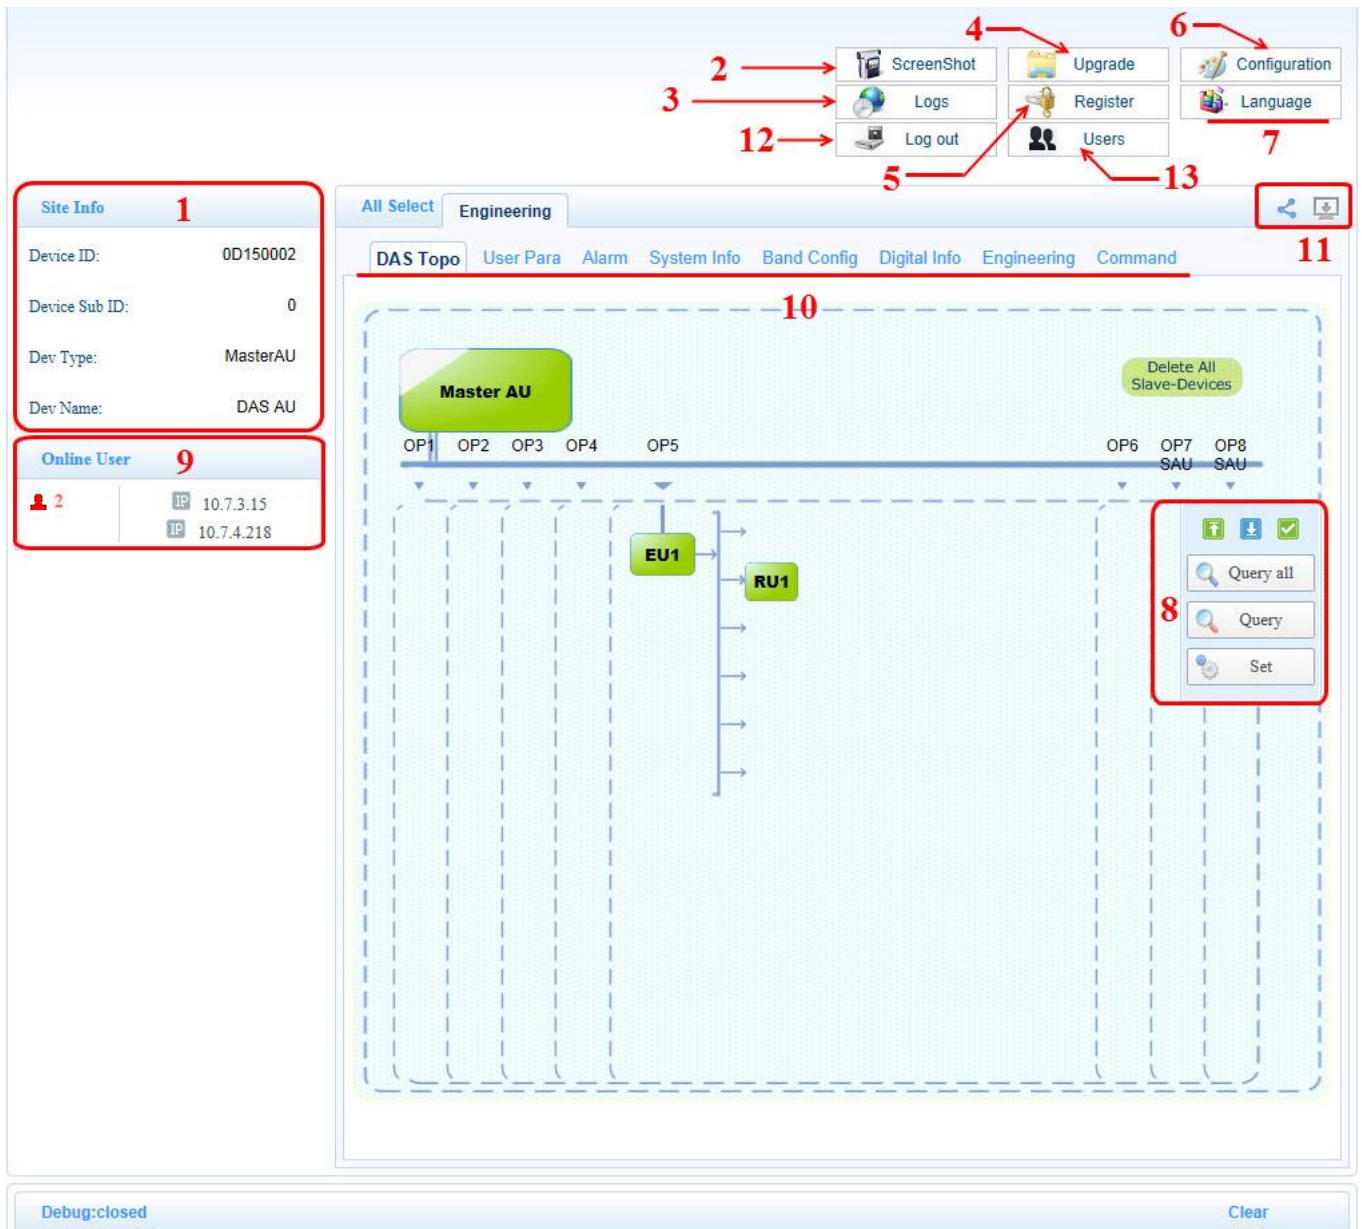 4
6
2
ScreenShot
Upgrade
Configuration
3
Logs
Register
Language
12
Log out
Users
7
5
13
Site Info
1
Device ID:
0D150002
Device Sub ID:
0
Dev Type:
MasterAU
Dev Name:
DAS AU
Online User
9
2
IP 10.7.3.15
IP 10.7.4.218
All Select
Engineering
11
DAS Topo User Para Alarm System Info Band Config Digital Info Engineering Command
10
Master AU
Delete All
Slave-Devices
OP1 OP2 OP3 OP4 OP5 OP6 OP7 OP8
SAU SAU
EU1
RU1
8
Query all
Query
Set
Debug:closed
Clear